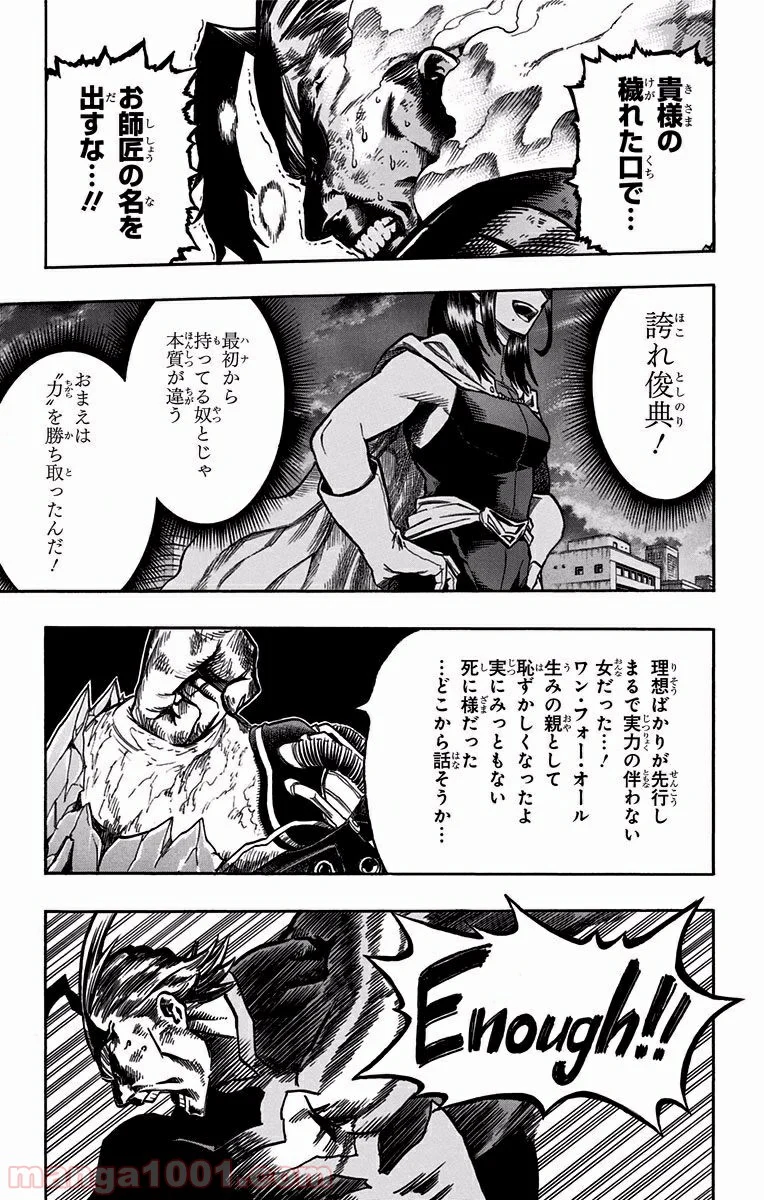 貴様の
穢れた口で…
お師匠の名を
出すな…!!
誇れ俊典!
最初から
持ってる奴とじゃ
本質が違う
おまえは
〝力〟を勝ち取ったんだ!
理想ばかりが先行し
まるで実力の伴わない
女だった…!
ワン・フォー・オール
生みの親として
恥ずかしくなったよ
実にみっともない
死に様だった
…どこから話そうか…
Enough!!
manga1001.com